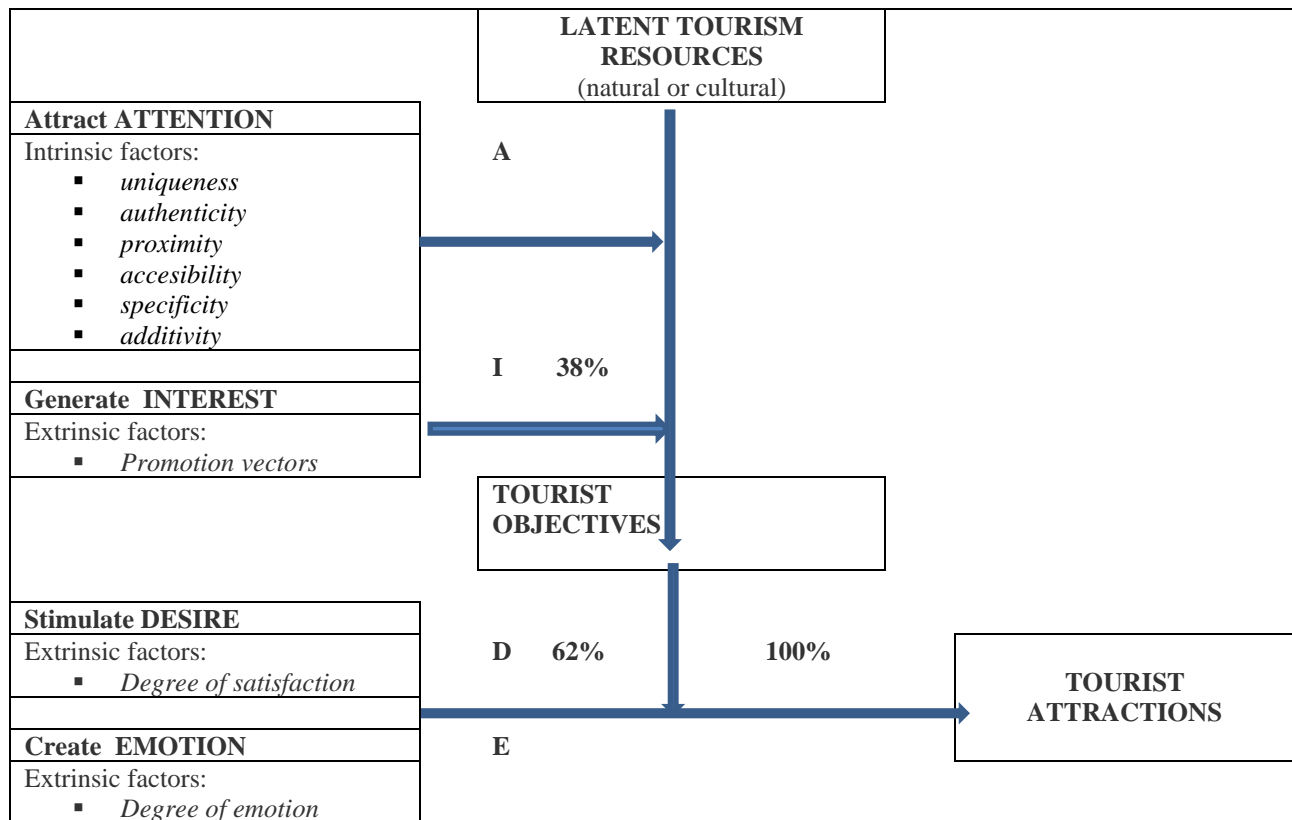 LATENT TOURISM
RESOURCES
(natural or cultural)
Attract ATTENTION
Intrinsic factors:
▪ uniqueness
▪ authenticity
▪ proximity
▪ accesibility
▪ specificity
▪ additivity
A
I 38%
Generate INTEREST
Extrinsic factors:
▪ Promotion vectors
TOURIST
OBJECTIVES
Stimulate DESIRE
Extrinsic factors:
▪ Degree of satisfaction
D 62% 100%
TOURIST
ATTRACTIONS
Create EMOTION
E
Extrinsic factors:
▪ Degree of emotion